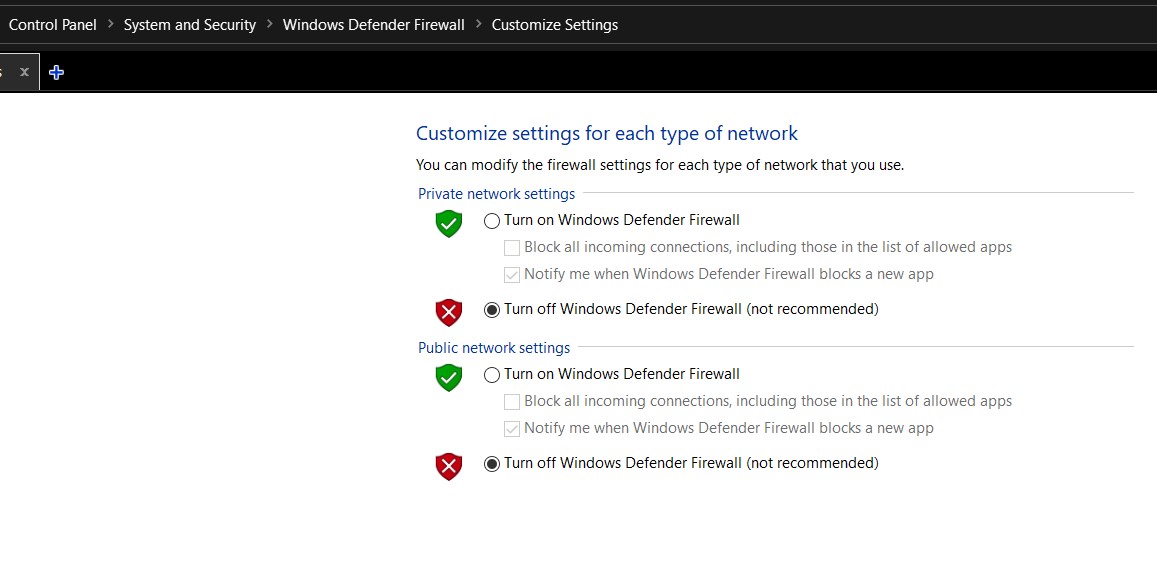 Control Panel > System and Security > Windows Defender Firewall > Customize Settings
s x
Customize settings for each type of network
You can modify the firewall settings for each type of network that you use.
Private network settings
Turn on Windows Defender Firewall
Block all incoming connections, including those in the list of allowed apps
Notify me when Windows Defender Firewall blocks a new app
Turn off Windows Defender Firewall (not recommended)
Public network settings
Turn on Windows Defender Firewall
Block all incoming connections, including those in the list of allowed apps
Notify me when Windows Defender Firewall blocks a new app
Turn off Windows Defender Firewall (not recommended)